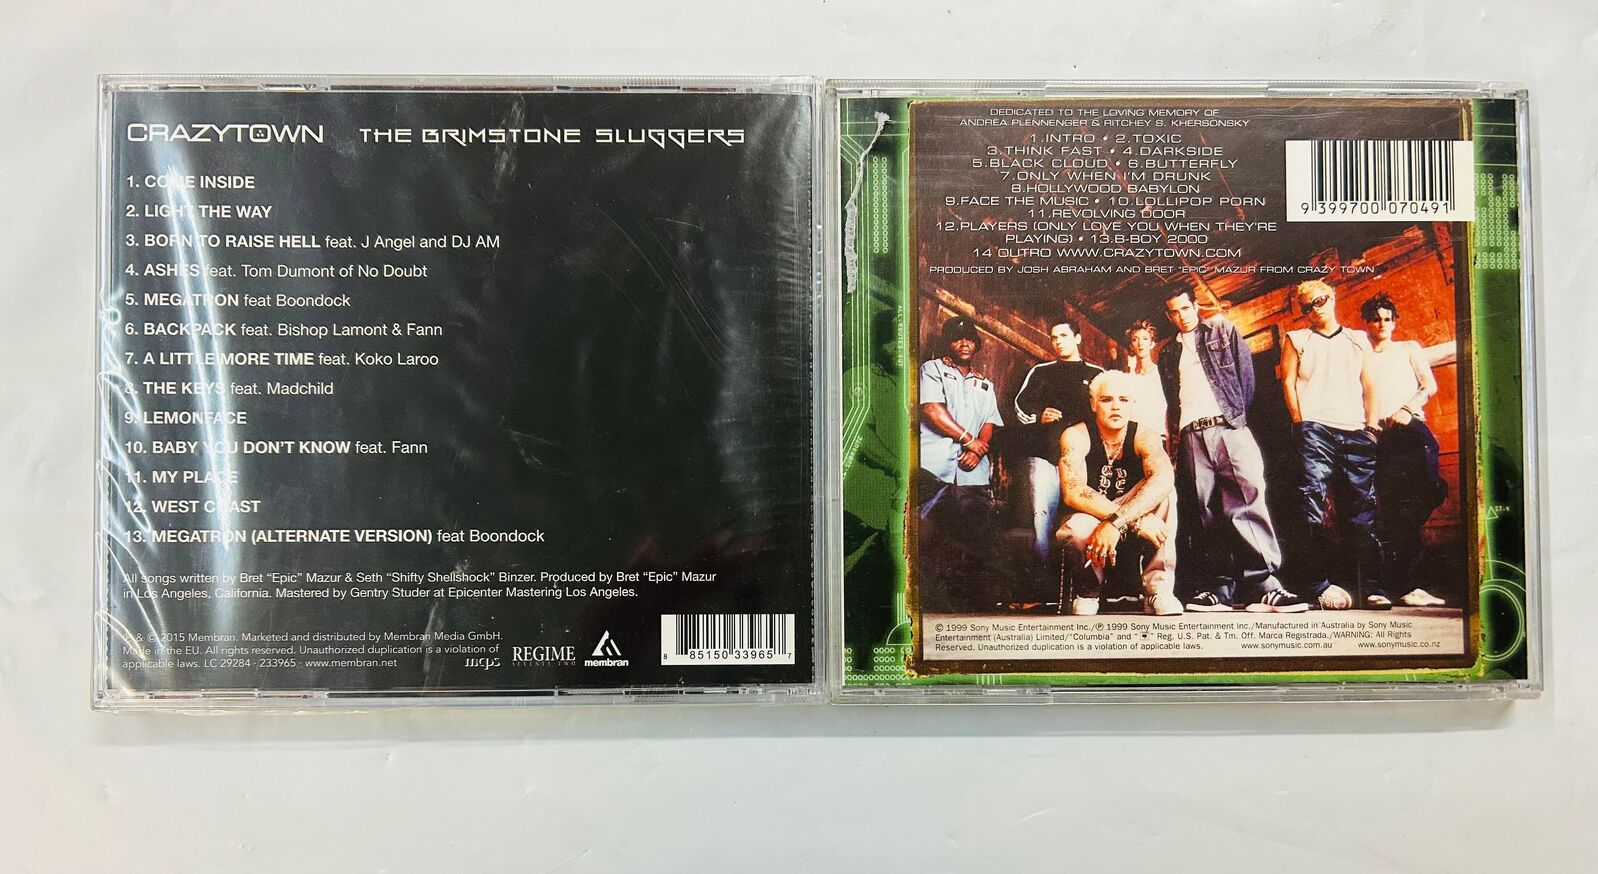 CRAZYTOWN THE BRIMSTONE SLUGGERS
1. COME INSIDE
2. LIGHT THE WAY
3. BORN TO RAISE HELL feat. J Angel and DJ AM
4. ASHES feat. Tom Dumont of No Doubt
5. MEGATRON feat Boondock
6. BACKPACK feat. Bishop Lamont & Fann
7. A LITTLE MORE TIME feat. Koko Laroo
8. THE KEYS feat. Madchild
9. LEMONFACE
10. BABY YOU DON'T KNOW feat. Fann
11. MY PLACE
12. WEST COAST
13. MEGATRON (ALTERNATE VERSION) feat Boondock
All songs written by Bret "Epic" Mazur & Seth "Shifty Shellshock" Binzer. Produced by Bret "Epic" Mazur
in Los Angeles, California. Mastered by Gentry Studer at Epicenter Mastering Los Angeles.
℗ & © 2015 Membran. Marketed and distributed by Membran Media GmbH.
Made in the EU. All rights reserved. Unauthorized duplication is a violation of
applicable laws. LC 29284 · 233965 · www.membran.net
mcps
REGIME
SEVENTY TWO
membran
8 85150 33965 7
DEDICATED TO THE LOVING MEMORY OF
ANDREA PLENNENGER & RITCHEY S. KHERSONSKY
1.INTRO • 2.TOXIC
3.THINK FAST • 4.DARKSIDE
5.BLACK CLOUD • 6.BUTTERFLY
7.ONLY WHEN I'M DRUNK
8.HOLLYWOOD BABYLON
9.FACE THE MUSIC • 10.LOLLIPOP PORN
11.REVOLVING DOOR
12.PLAYERS (ONLY LOVE YOU WHEN THEY'RE
PLAYING) • 13.B-BOY 2000
14 OUTRO WWW.CRAZYTOWN.COM
PRODUCED BY JOSH ABRAHAM AND BRET "EPIC" MAZUR FROM CRAZY TOWN
9 399700 070491
© 1999 Sony Music Entertainment Inc./℗ 1999 Sony Music Entertainment Inc./Manufactured in Australia by Sony Music
Entertainment (Australia) Limited/"Columbia" and " " Reg. U.S. Pat. & Tm. Off. Marca Registrada./WARNING: All Rights
Reserved. Unauthorized duplication is a violation of applicable laws. www.sonymusic.com.au www.sonymusic.co.nz